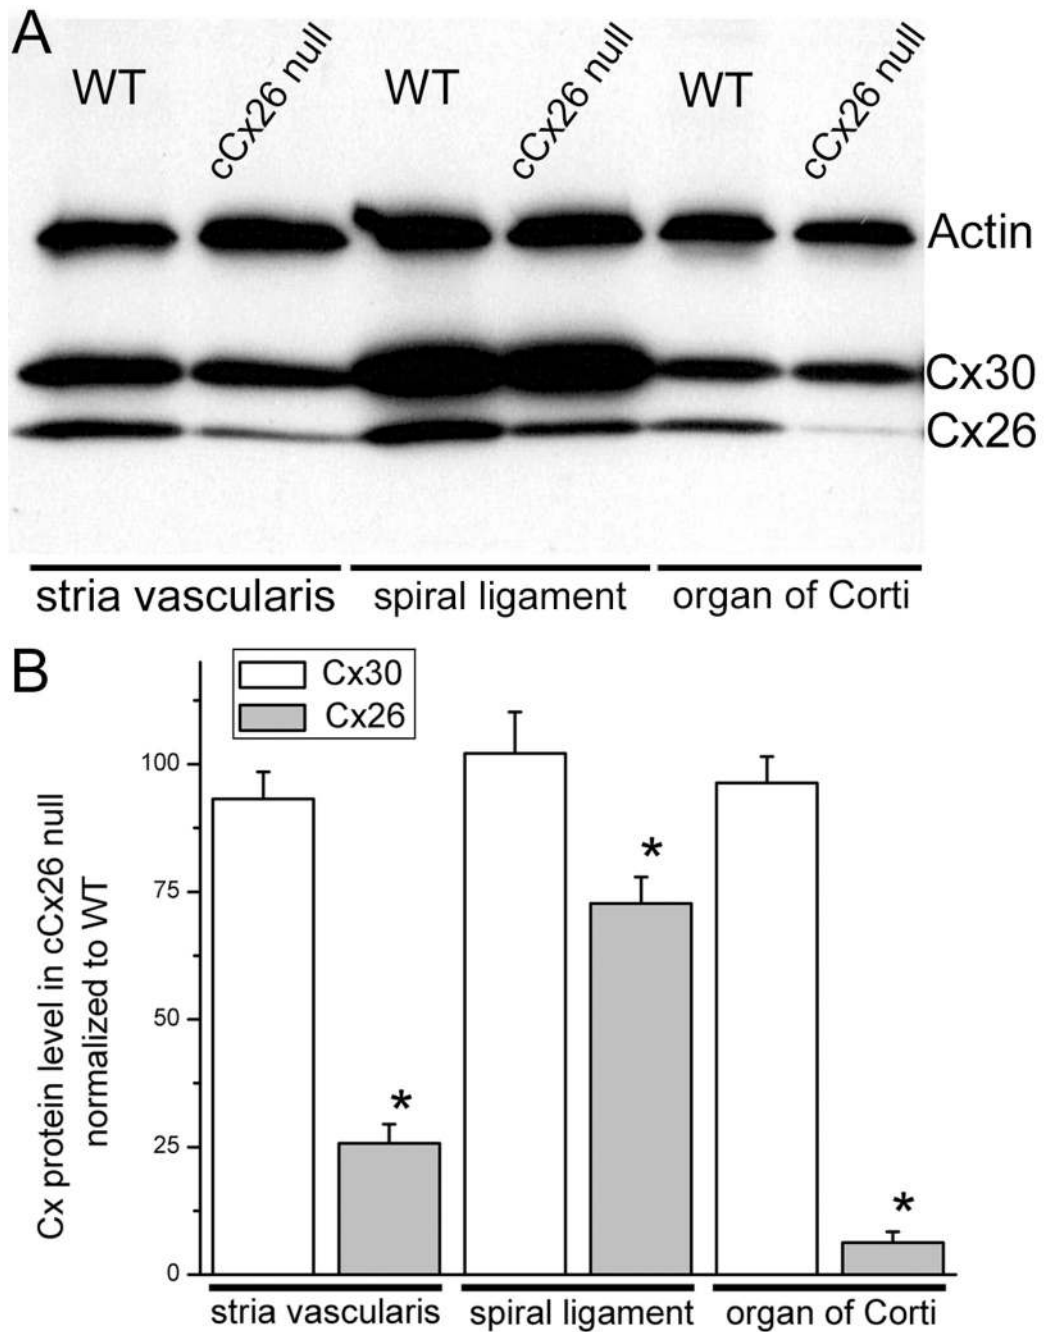 A
WT
cCx26 null
WT
cCx26 null
WT
cCx26 null
Actin
Cx30
Cx26
stria vascularis
spiral ligament
organ of Corti
B
Cx30
Cx26
Cx protein level in cCx26 null
normalized to WT
100
75
50
25
0
*
*
*
stria vascularis
spiral ligament
organ of Corti